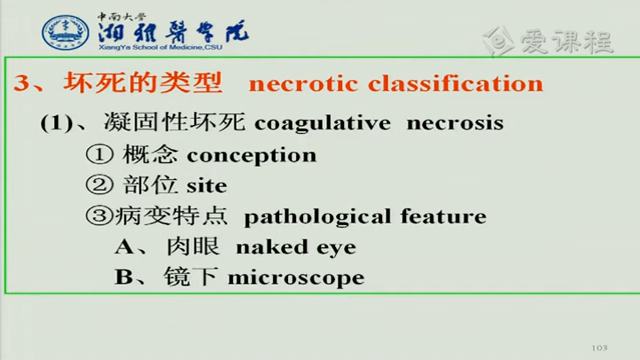 中南大学
湘雅醫学院
XiangYa School of Medicine,CSU
爱课程
3、坏死的类型 necrotic classification
(1)、凝固性坏死 coagulative necrosis
① 概念 conception
② 部位 site
③病变特点 pathological feature
A、肉眼 naked eye
B、镜下 microscope
103